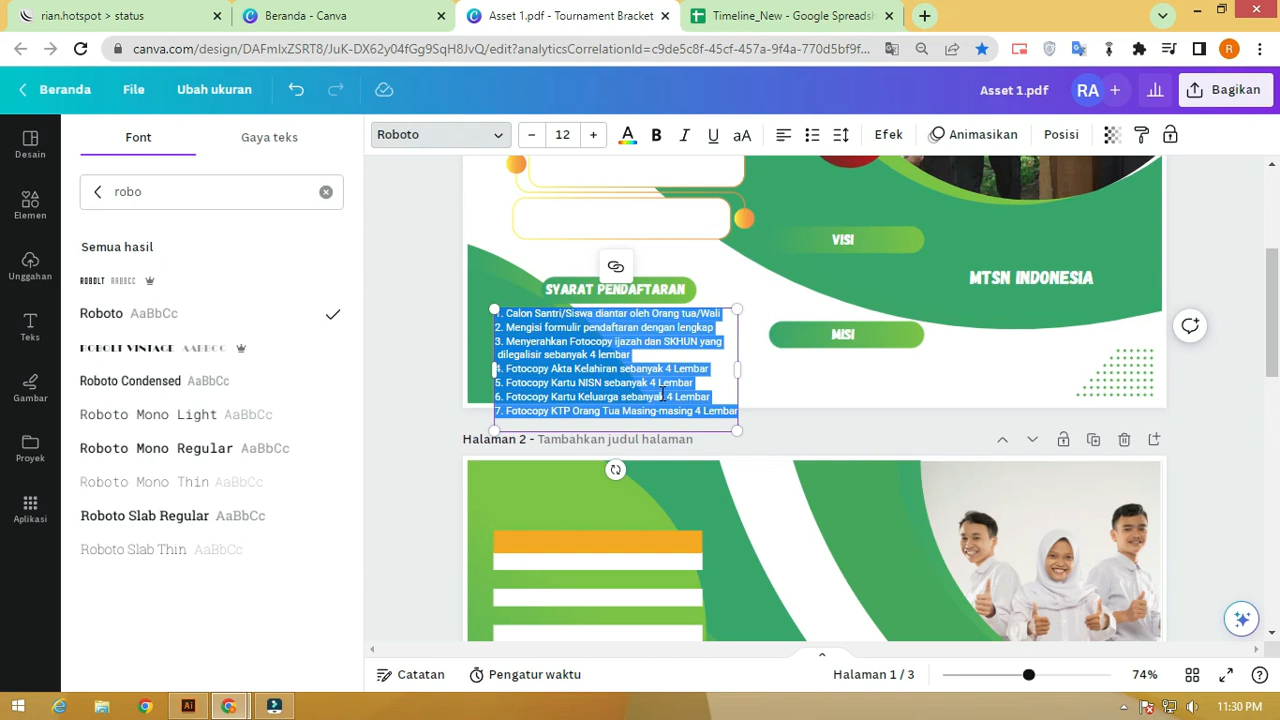 rian.hotspot > status
Beranda - Canva
Asset 1.pdf - Tournament Bracket
Timeline_New - Google Spreadsh
canva.com/design/DAFmIxZSRT8/JuK-DX62y04fGg9SqH8JvQ/edit?analyticsCorrelationId=c9de5c8f-45cf-457a-9f4a-770d5bf9f...
R
Beranda
File
Ubah ukuran
Asset 1.pdf
RA
Bagikan
Desain
Elemen
Unggahan
Teks
Gambar
Proyek
Aplikasi
Font
Gaya teks
robo
Semua hasil
ROBOLT AABBCC
Roboto AaBbCc
ROBOLT VINTAGE AABBCC
Roboto Condensed AaBbCc
Roboto Mono Light AaBbCc
Roboto Mono Regular AaBbCc
Roboto Mono Thin AaBbCc
Roboto Slab Regular AaBbCc
Roboto Slab Thin AaBbCc
Roboto
12
A
B
I
U
aA
Efek
Animasikan
Posisi
VISI
MTSN INDONESIA
MISI
SYARAT PENDAFTARAN
1. Calon Santri/Siswa diantar oleh Orang tua/Wali
2. Mengisi formulir pendaftaran dengan lengkap
3. Menyerahkan Fotocopy ijazah dan SKHUN yang
dilegalisir sebanyak 4 lembar
4. Fotocopy Akta Kelahiran sebanyak 4 Lembar
5. Fotocopy Kartu NISN sebanyak 4 Lembar
6. Fotocopy Kartu Keluarga sebanyak 4 Lembar
7. Fotocopy KTP Orang Tua Masing-masing 4 Lembar
Halaman 2 - Tambahkan judul halaman
Catatan
Pengatur waktu
Halaman 1 / 3
74%
Ai
11:30 PM